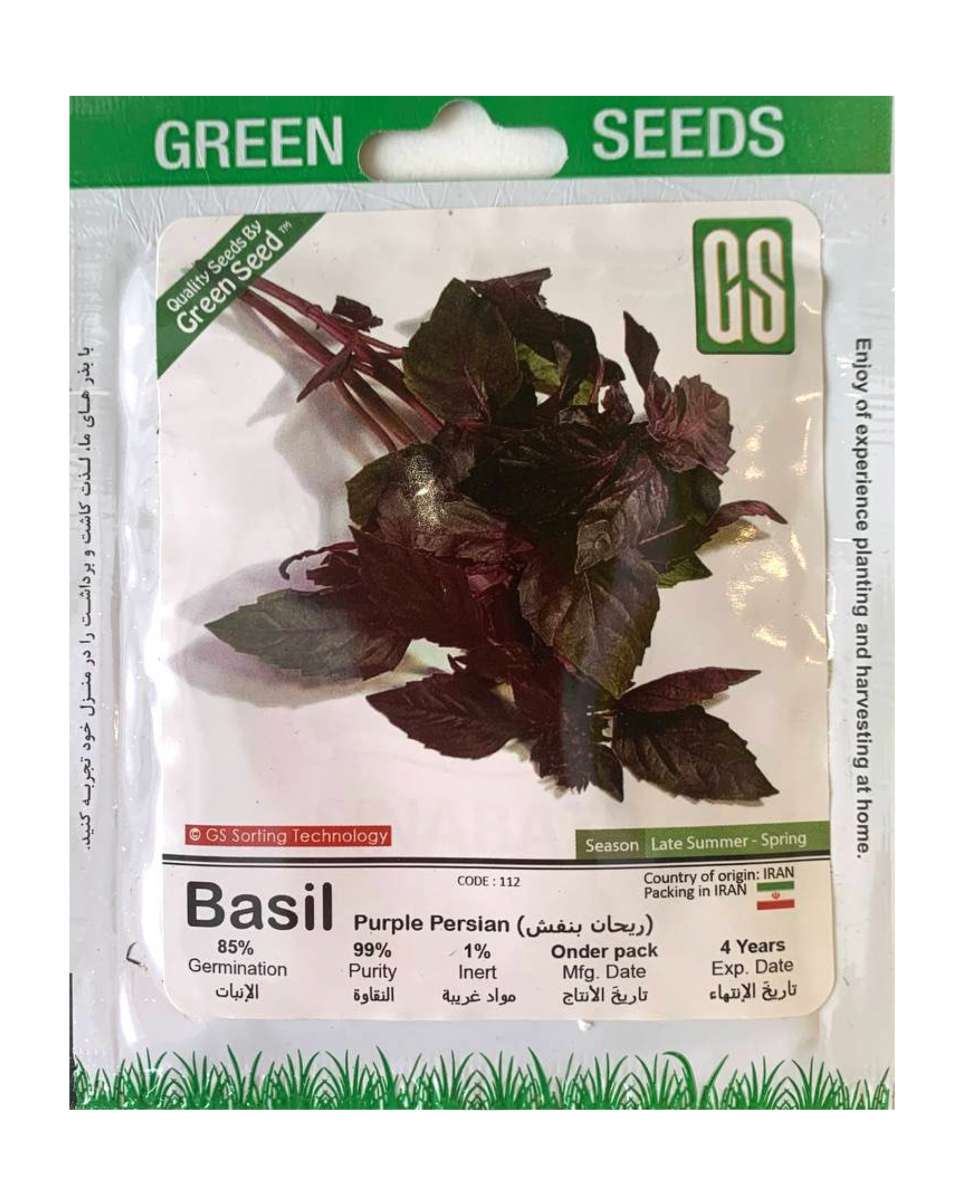 GREEN SEEDS
Quality Seeds By
Green Seed™
GS
با بذر های ما، لذت کاشت و برداشت را در منزل خود تجربه کنید.
Enjoy of experience planting and harvesting at home.
© GS Sorting Technology
Season Late Summer - Spring
CODE : 112
Country of origin: IRAN
Packing in IRAN
Basil Purple Persian (ریحان بنفش)
85% 99% 1% Onder pack 4 Years
Germination Purity Inert Mfg. Date Exp. Date
الإنبات النقاوة مواد غريبة تاريخَ الأنتاج تاريخَ الإنتهاء